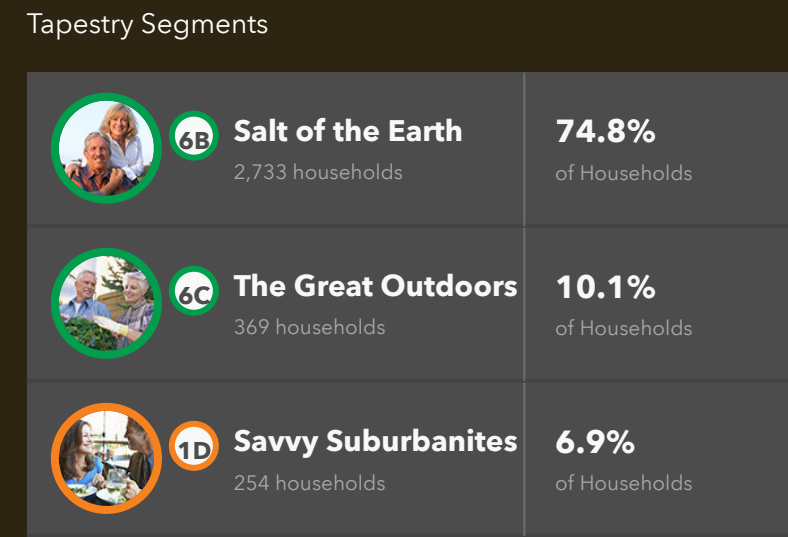 Tapestry Segments
6B
Salt of the Earth
2,733 households
74.8%
of Households
6C
The Great Outdoors
369 households
10.1%
of Households
1D
Savvy Suburbanites
254 households
6.9%
of Households